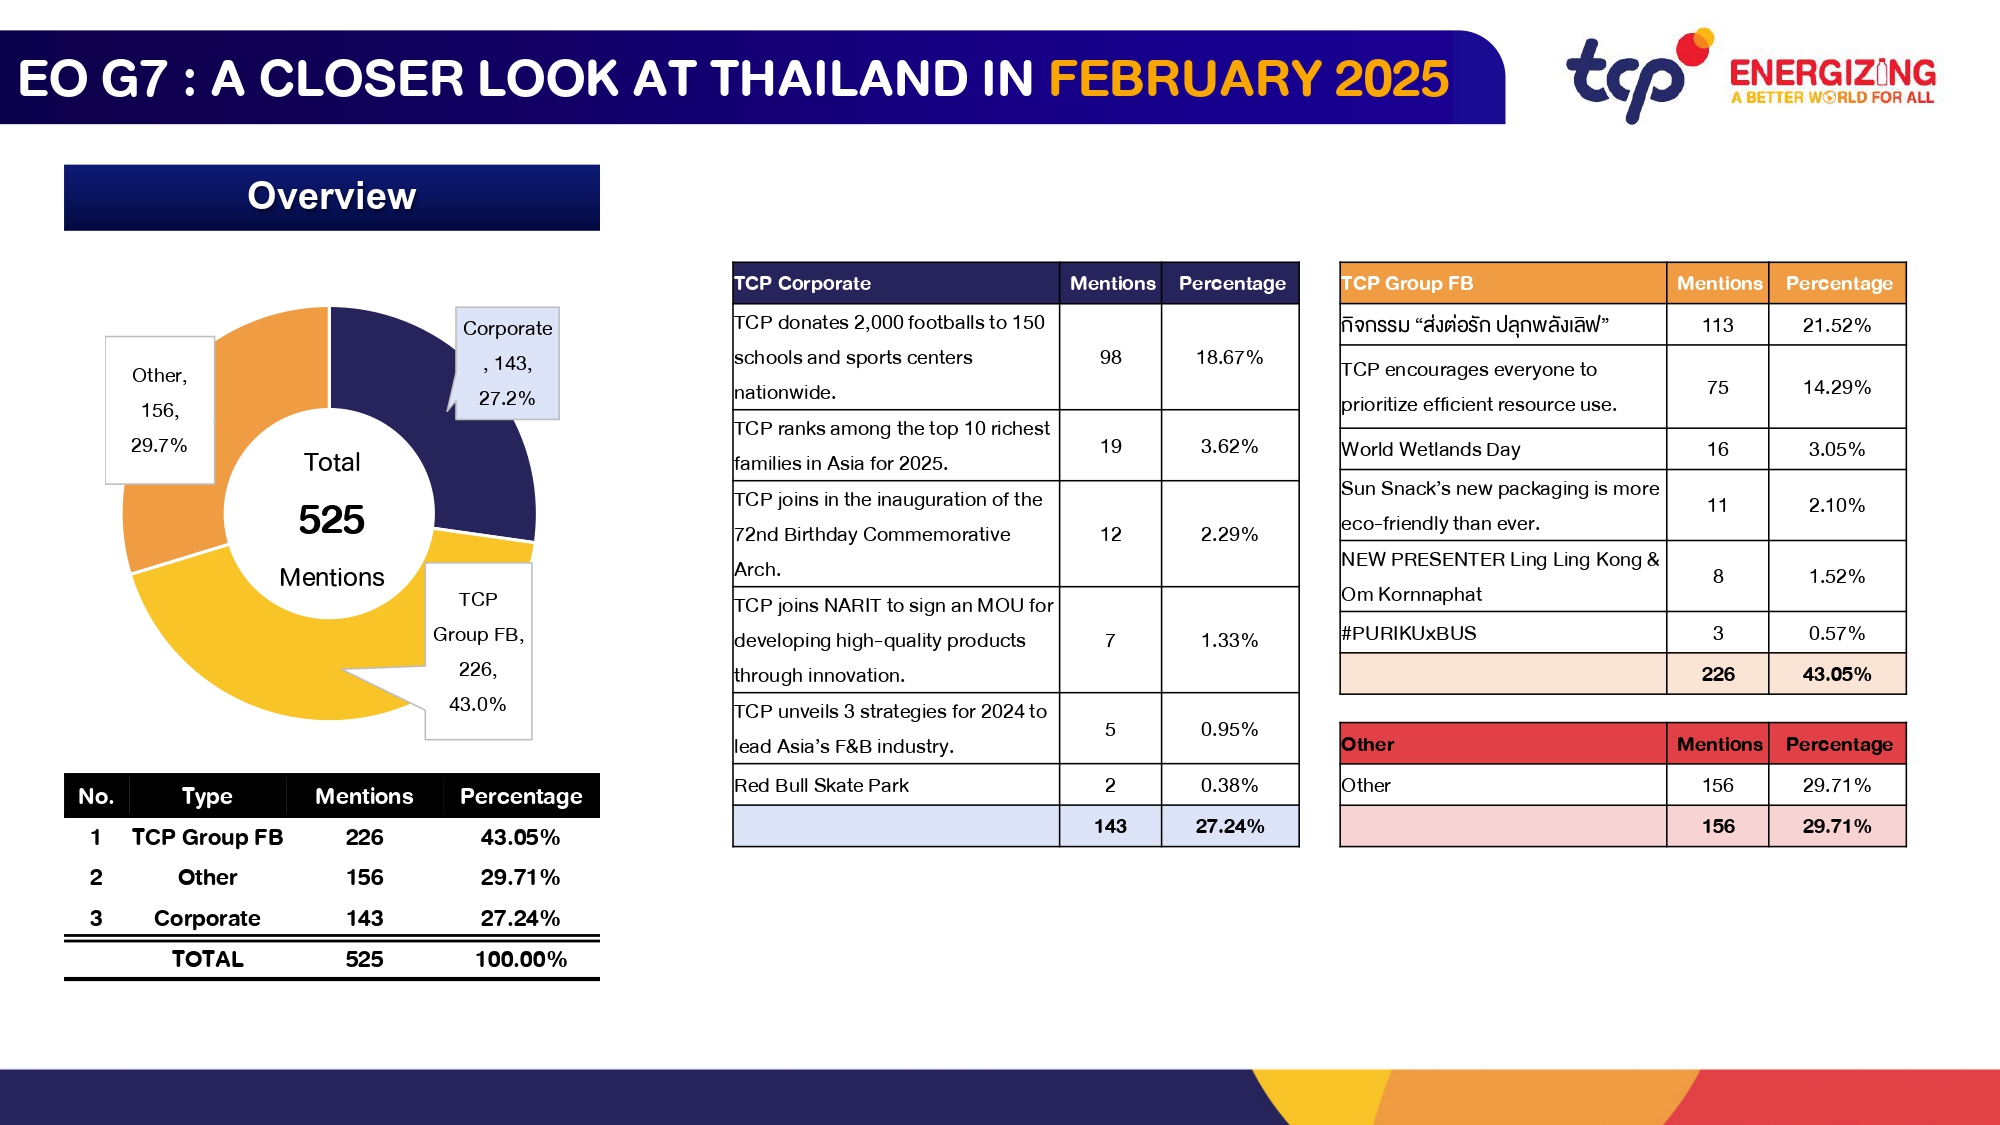 EO G7 : A CLOSER LOOK AT THAILAND IN FEBRUARY 2025
tcp
ENERGIZING
A BETTER WORLD FOR ALL
Overview
Corporate
, 143,
27.2%
Other,
156,
29.7%
Total
525
Mentions
TCP
Group FB,
226,
43.0%
No. Type Mentions Percentage
1 TCP Group FB 226 43.05%
2 Other 156 29.71%
3 Corporate 143 27.24%
TOTAL 525 100.00%
TCP Corporate Mentions Percentage
TCP donates 2,000 footballs to 150
schools and sports centers 98 18.67%
nationwide.
TCP ranks among the top 10 richest
families in Asia for 2025.
19 3.62%
TCP joins in the inauguration of the
72nd Birthday Commemorative 12 2.29%
Arch.
TCP joins NARIT to sign an MOU for
developing high-quality products 7 1.33%
through innovation.
TCP unveils 3 strategies for 2024 to
lead Asia's F&B industry.
5 0.95%
Red Bull Skate Park 2 0.38%
143 27.24%
TCP Group FB Mentions Percentage
กิจกรรม “ส่งต่อรัก ปลุกพลังเลิฟ” 113 21.52%
TCP encourages everyone to
prioritize efficient resource use.
75 14.29%
World Wetlands Day 16 3.05%
Sun Snack's new packaging is more
eco-friendly than ever.
11 2.10%
NEW PRESENTER Ling Ling Kong &
Om Kornnaphat
8 1.52%
#PURIKUxBUS 3 0.57%
226 43.05%
Other Mentions Percentage
Other 156 29.71%
156 29.71%